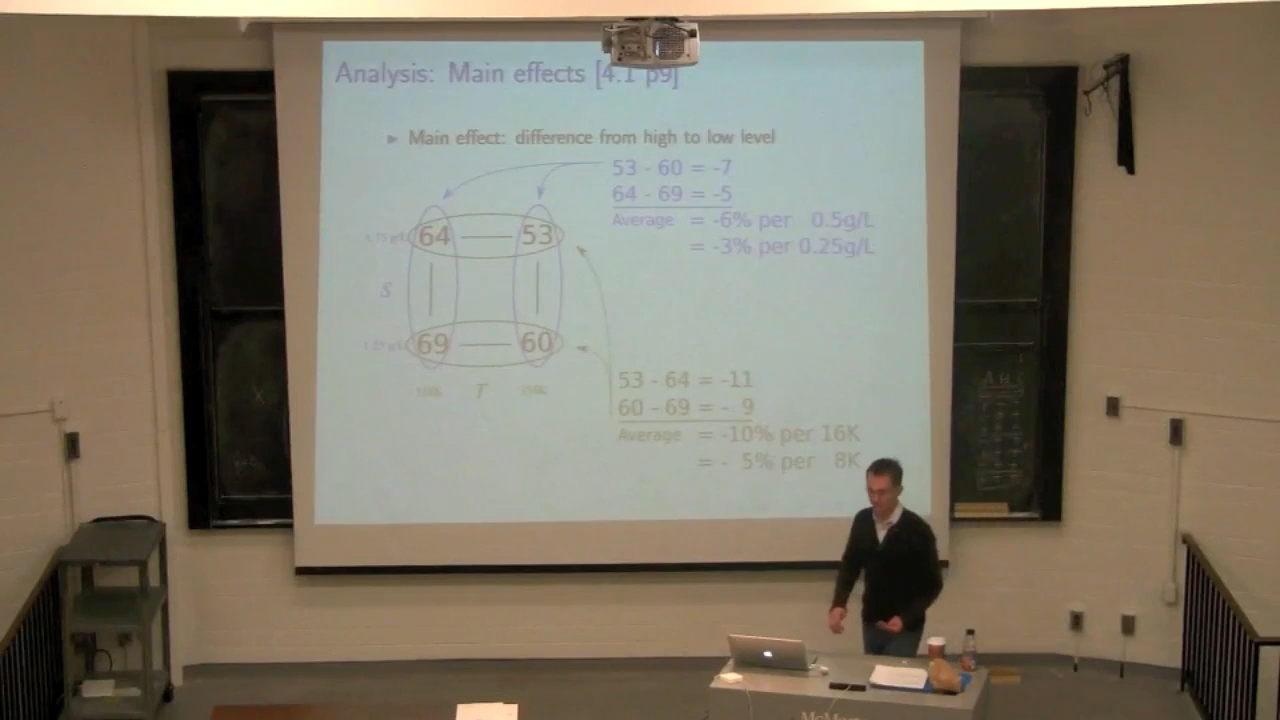 Analysis: Main effects [4.1 p9]
► Main effect: difference from high to low level
53 - 60 = -7
64 - 69 = -5
Average = -6% per 0.5g/L
= -3% per 0.25g/L
64 53
S
69 60
T
53 - 64 = -11
60 - 69 = - 9
Average = -10% per 16K
= - 5% per 8K